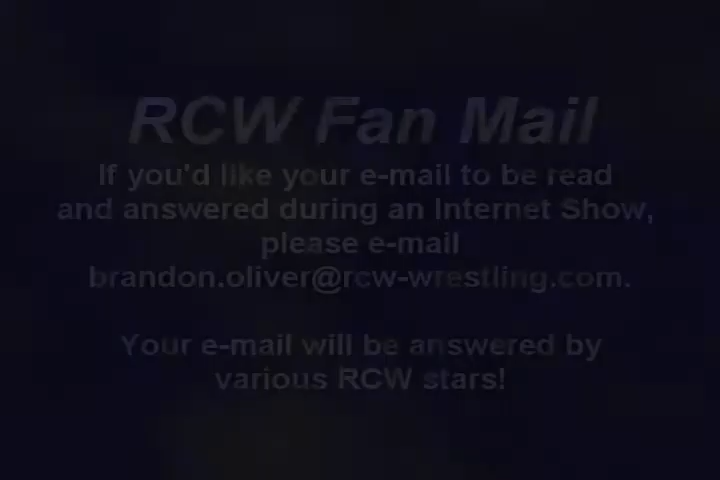 RCW Fan Mail
If you'd like your e-mail to be read
and answered during an Internet Show,
please e-mail
brandon.oliver@rcw-wrestling.com.
Your e-mail will be answered by
various RCW stars!